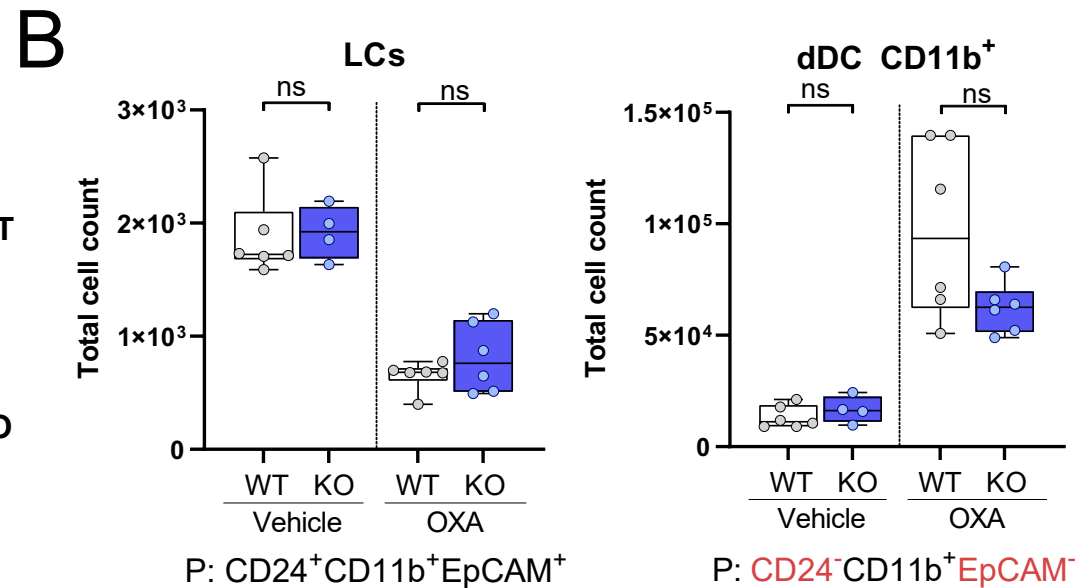 B
LCs
ns
ns
3×10³
2×10³
1×10³
0
Total cell count
WT KO WT KO
Vehicle OXA
P: CD24⁺CD11b⁺EpCAM⁺
dDC CD11b⁺
ns
ns
1.5×10⁵
1×10⁵
5×10⁴
0
Total cell count
WT KO WT KO
Vehicle OXA
P: CD24⁻CD11b⁺EpCAM⁻